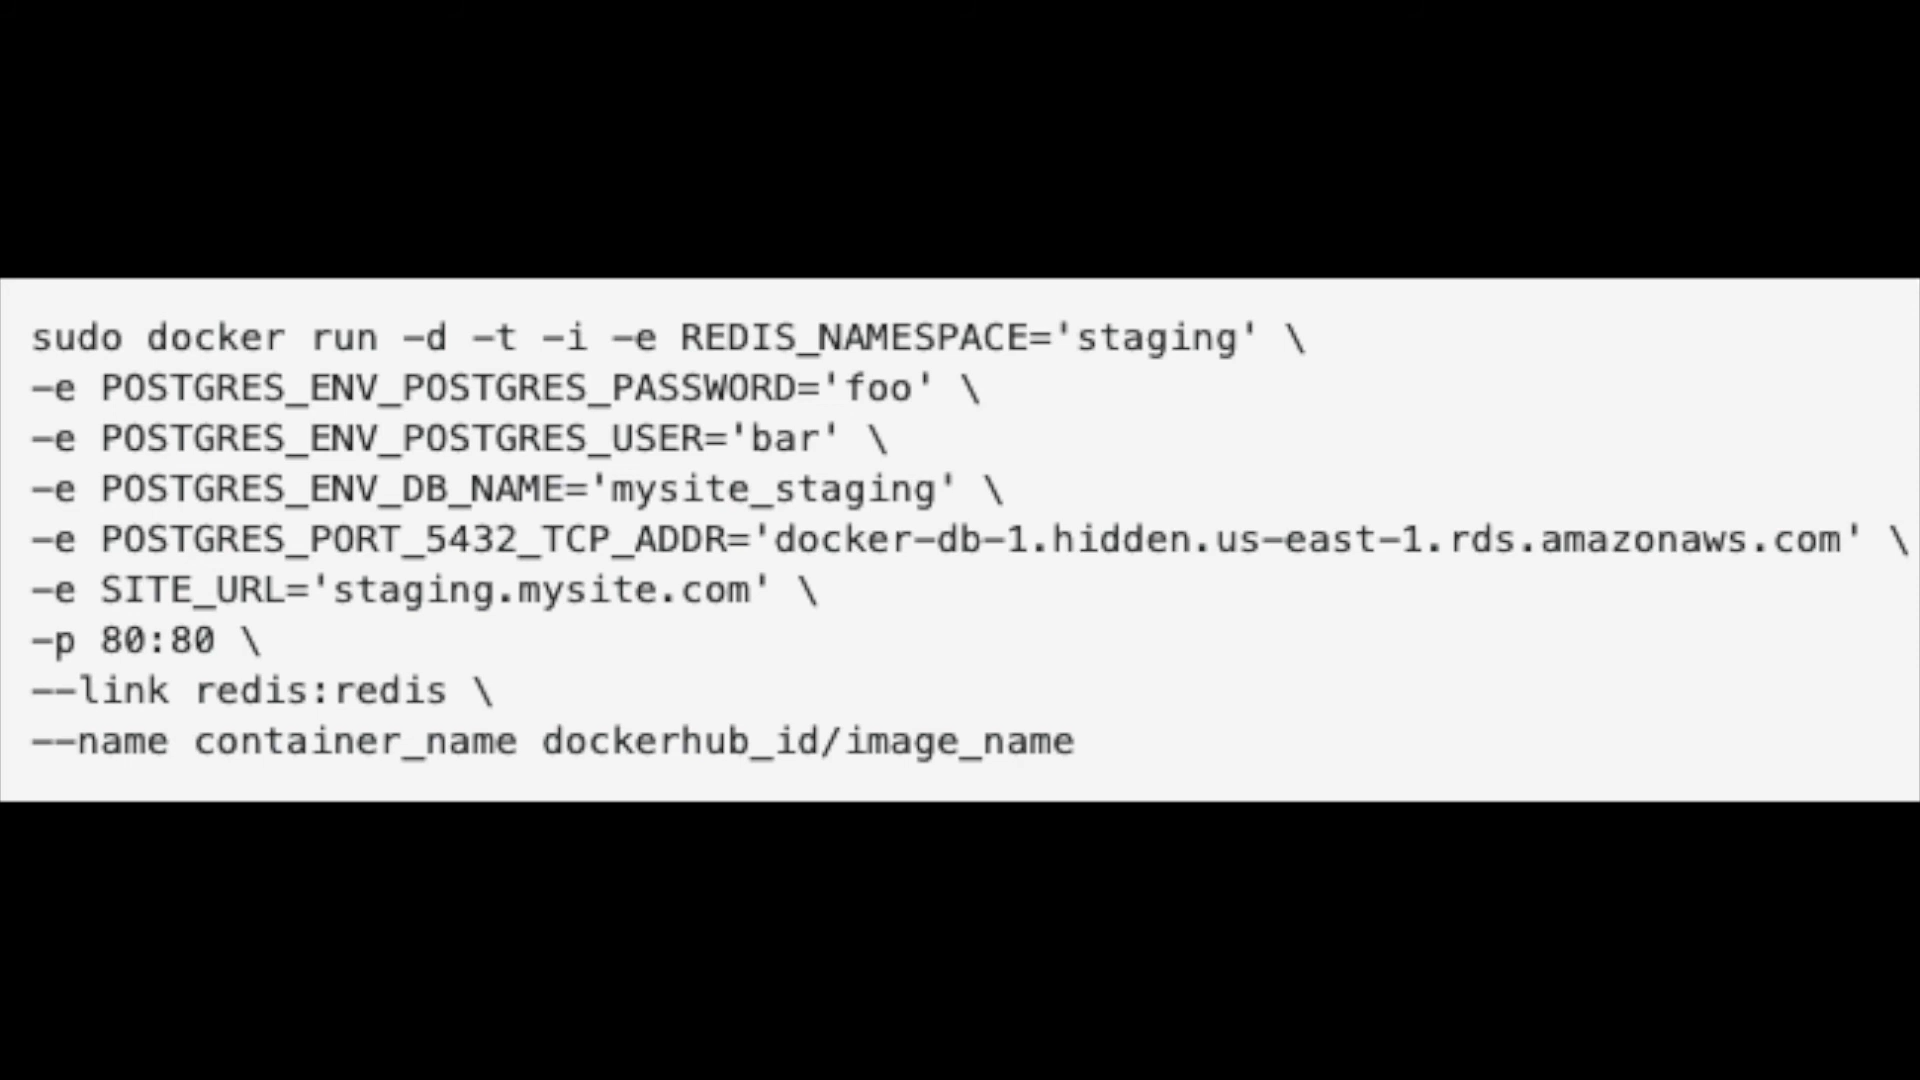 sudo docker run -d -t -i -e REDIS_NAMESPACE='staging' \
-e POSTGRES_ENV_POSTGRES_PASSWORD='foo' \
-e POSTGRES_ENV_POSTGRES_USER='bar' \
-e POSTGRES_ENV_DB_NAME='mysite_staging' \
-e POSTGRES_PORT_5432_TCP_ADDR='docker-db-1.hidden.us-east-1.rds.amazonaws.com' \
-e SITE_URL='staging.mysite.com' \
-p 80:80 \
--link redis:redis \
--name container_name dockerhub_id/image_name